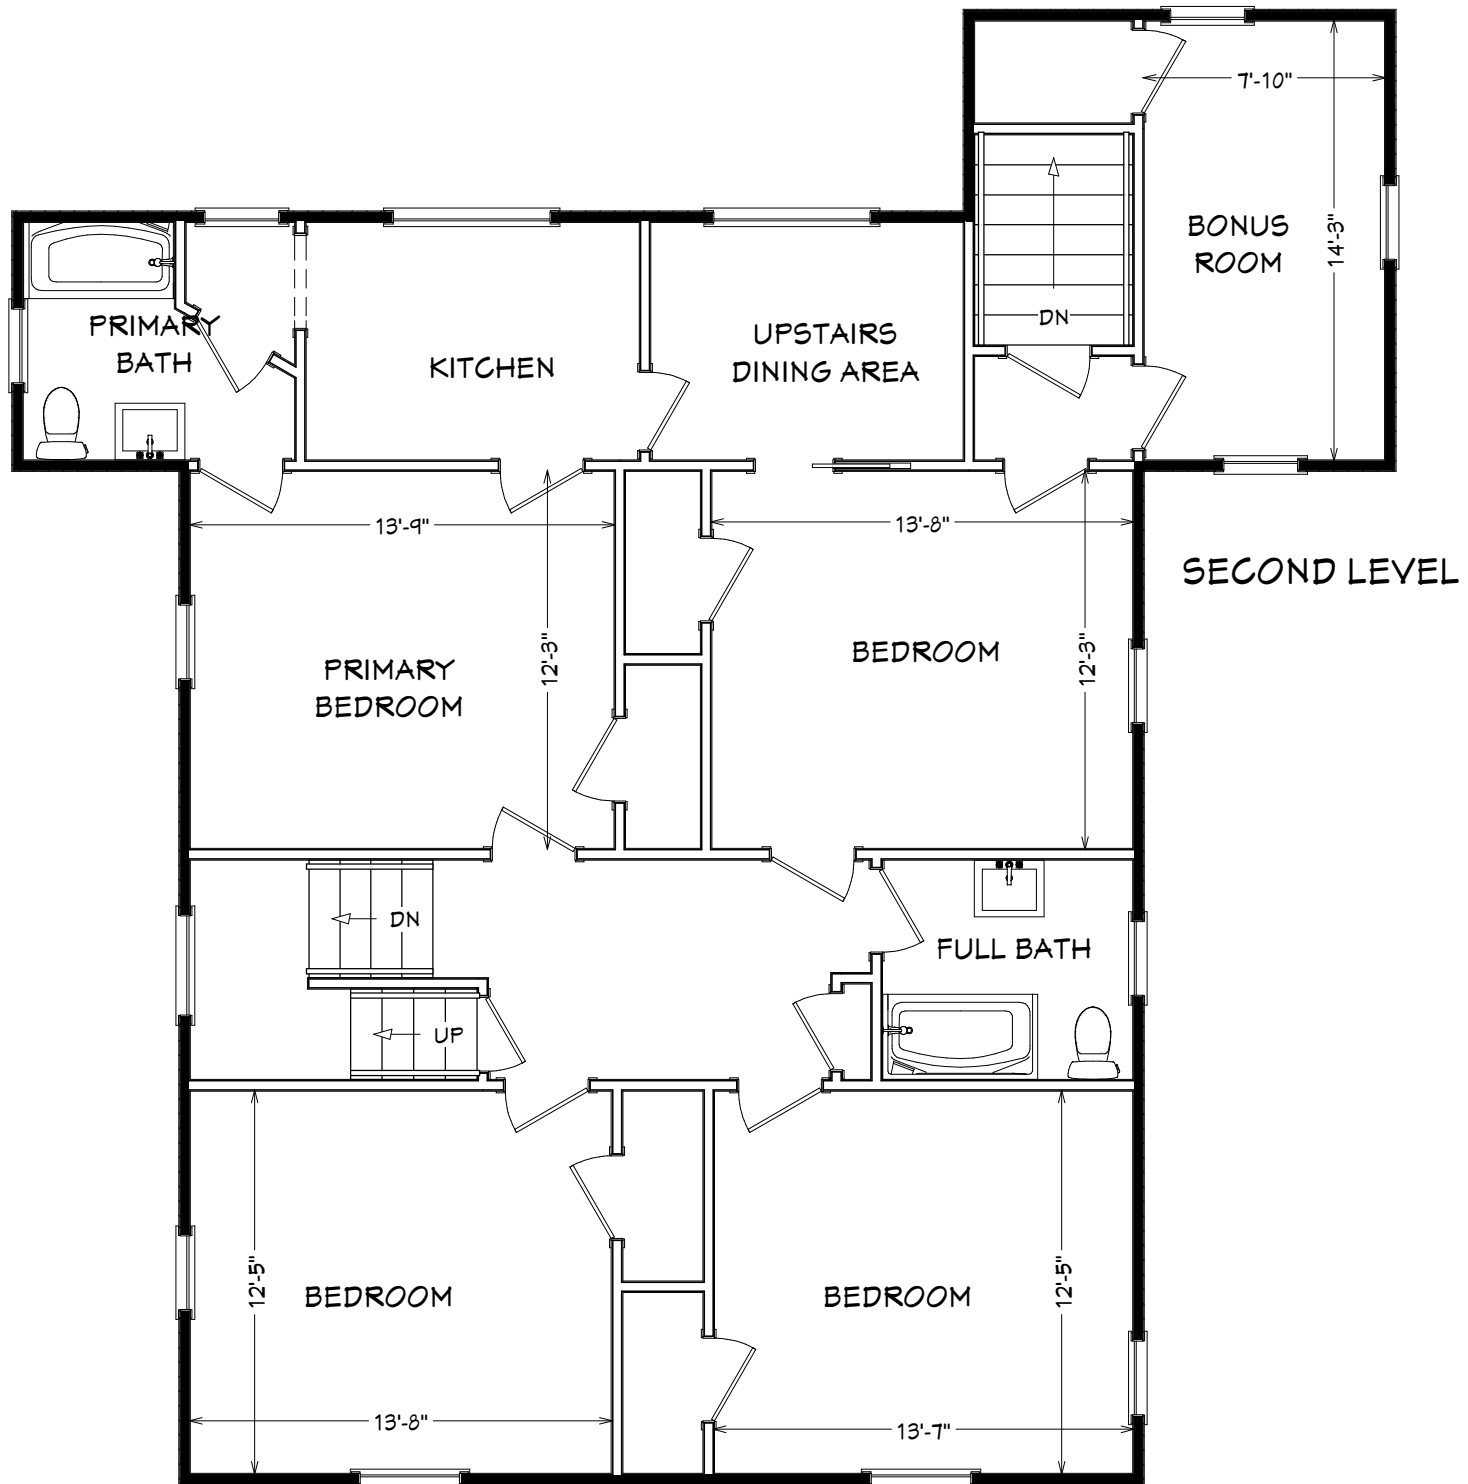 7'-10"
BONUS
ROOM
14'-3"
DN
PRIMARY
BATH
KITCHEN
UPSTAIRS
DINING AREA
13'-9"
13'-8"
SECOND LEVEL
PRIMARY
BEDROOM
12'-3"
BEDROOM
12'-3"
DN
FULL BATH
UP
12'-5"
BEDROOM
BEDROOM
12'-5"
13'-8"
13'-7"